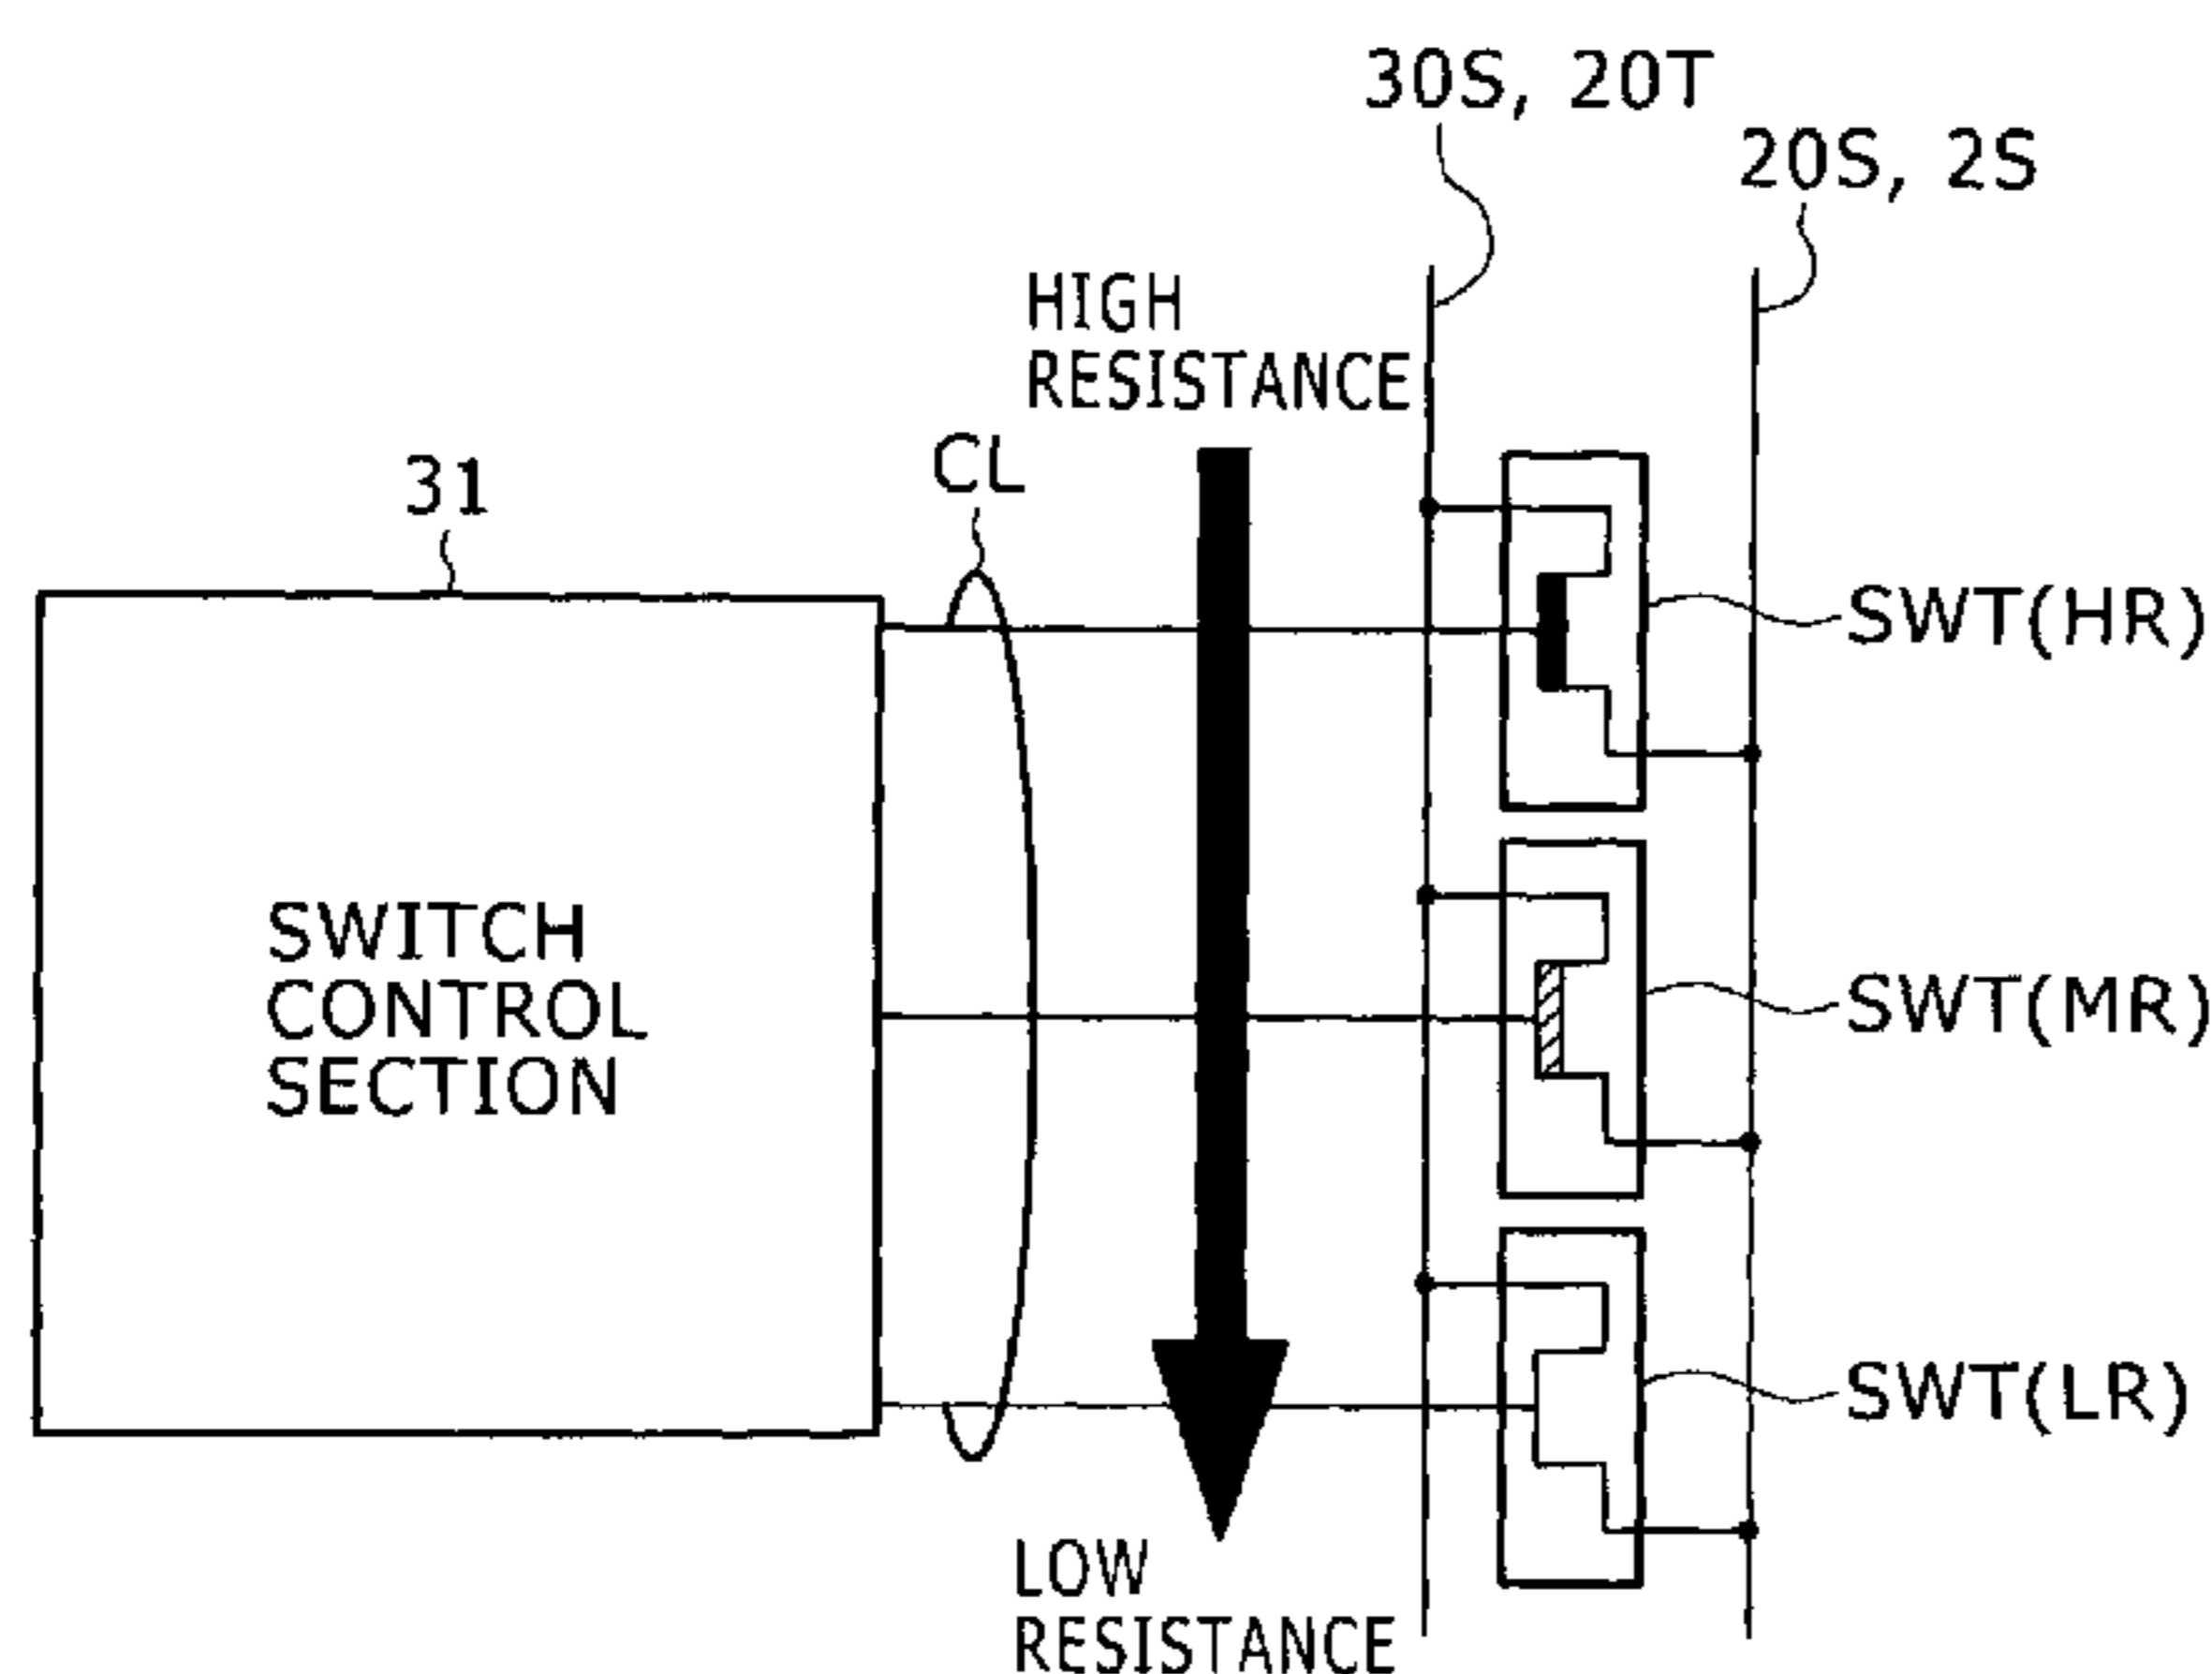 30S, 20T
20S, 2S
HIGH
RESISTANCE
CL
31
SWT(HR)
SWITCH
CONTROL
SECTION
SWT(MR)
SWT(LR)
LOW
RESISTANCE